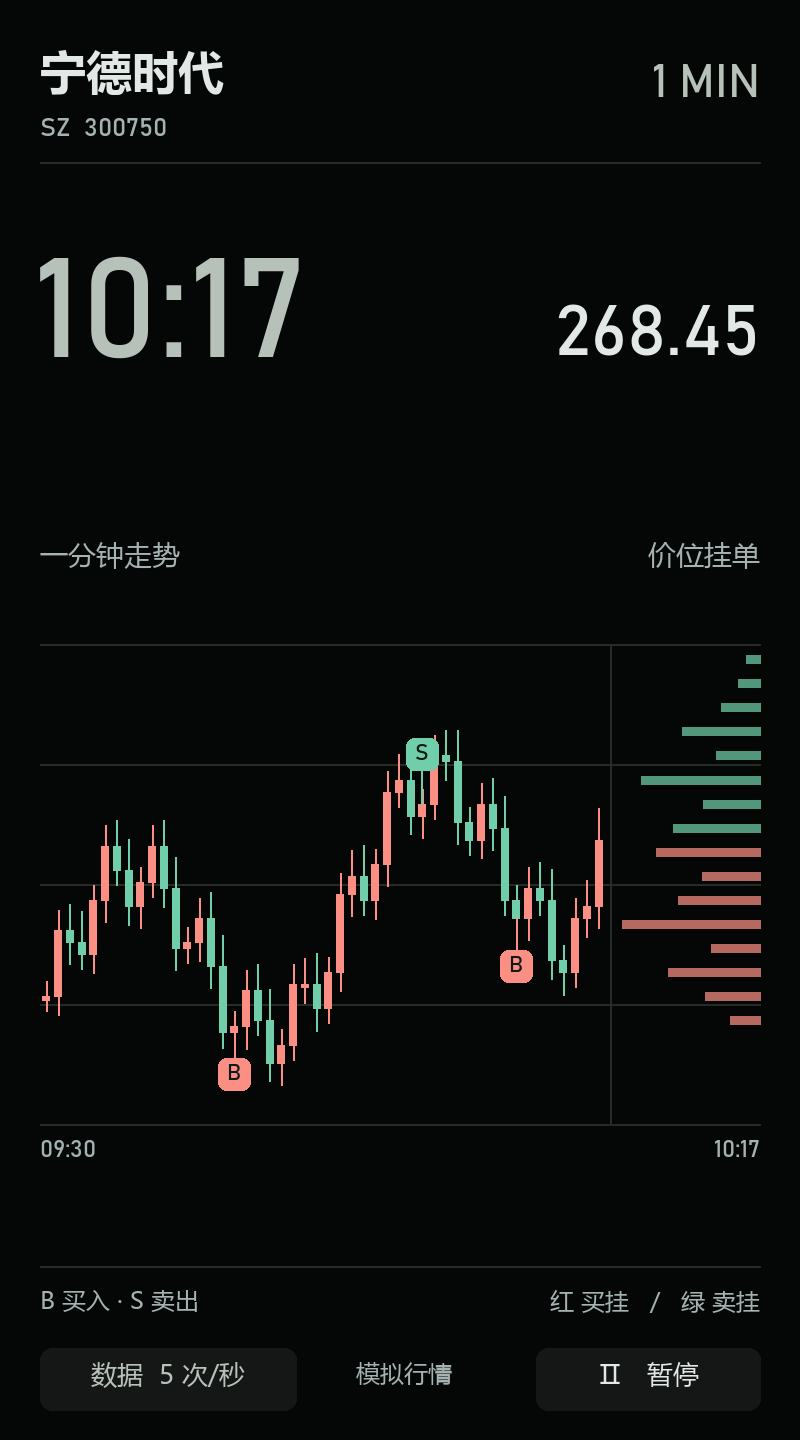 宁德时代
1 MIN
SZ 300750
10:17
268.45
一分钟走势
价位挂单
S
B
B
09:30
10:17
B 买入 · S 卖出
红 买挂 / 绿 卖挂
数据 5 次/秒
模拟行情
II 暂停